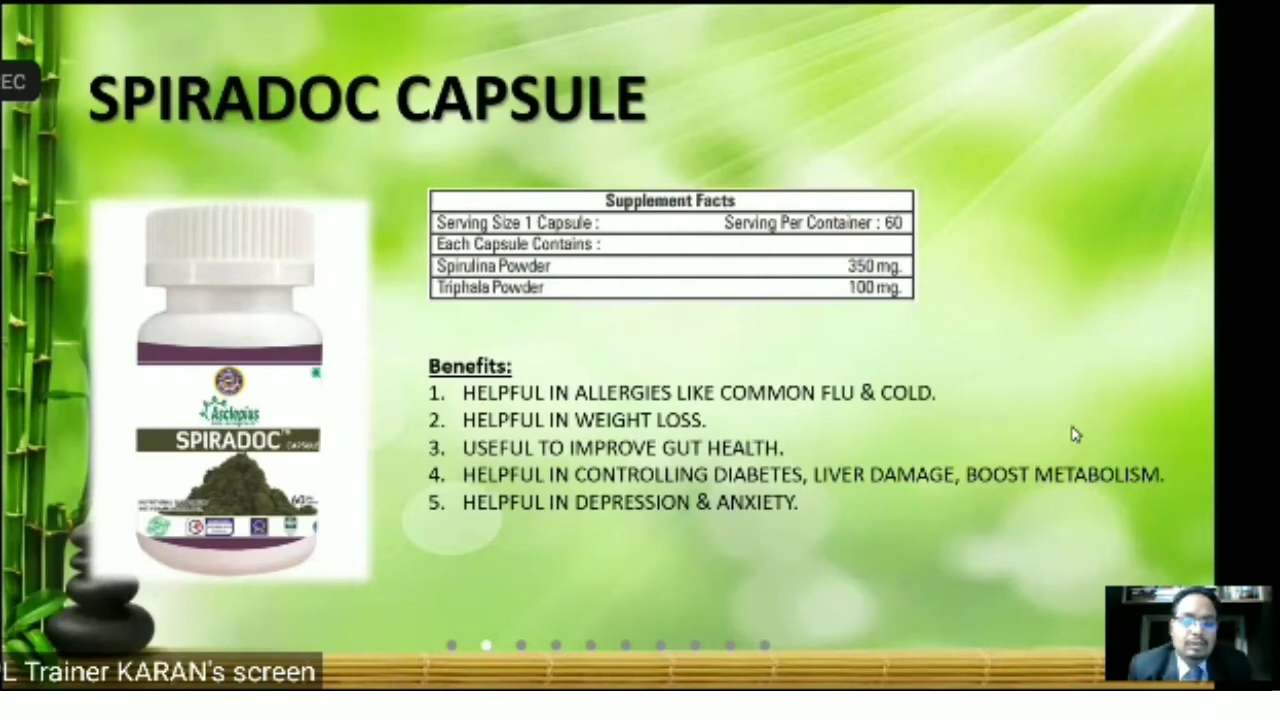 EC
SPIRADOC CAPSULE
Supplement Facts
Serving Size 1 Capsule : Serving Per Container : 60
Each Capsule Contains :
Spirulina Powder 350 mg.
Triphala Powder 100 mg.
Asclepius
SPIRADOC™ CAPSULE
60
Benefits:
1. HELPFUL IN ALLERGIES LIKE COMMON FLU & COLD.
2. HELPFUL IN WEIGHT LOSS.
3. USEFUL TO IMPROVE GUT HEALTH.
4. HELPFUL IN CONTROLLING DIABETES, LIVER DAMAGE, BOOST METABOLISM.
5. HELPFUL IN DEPRESSION & ANXIETY.
L Trainer KARAN's screen